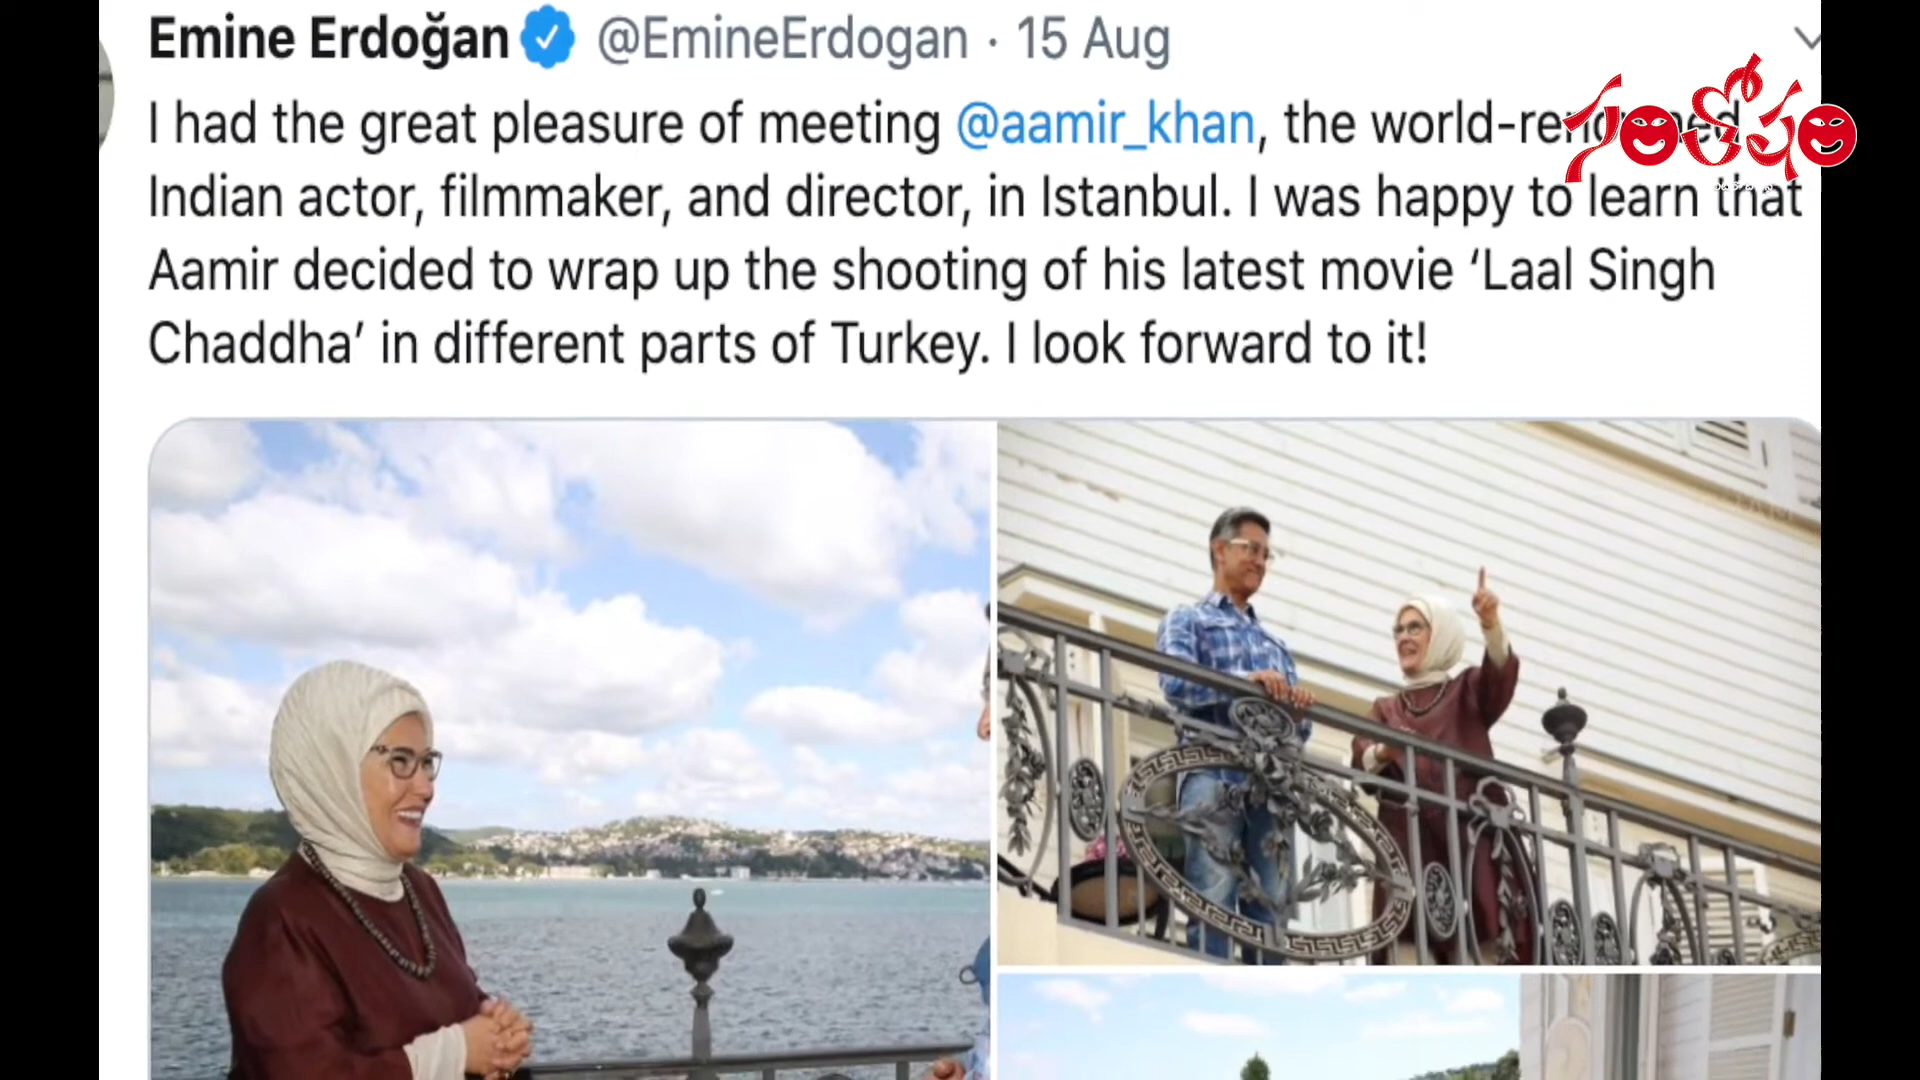 Emine Erdoğan @EmineErdogan · 15 Aug
I had the great pleasure of meeting @aamir_khan, the world-renowned
Indian actor, filmmaker, and director, in Istanbul. I was happy to learn that
Aamir decided to wrap up the shooting of his latest movie ‘Laal Singh
Chaddha’ in different parts of Turkey. I look forward to it!
సంతోషం